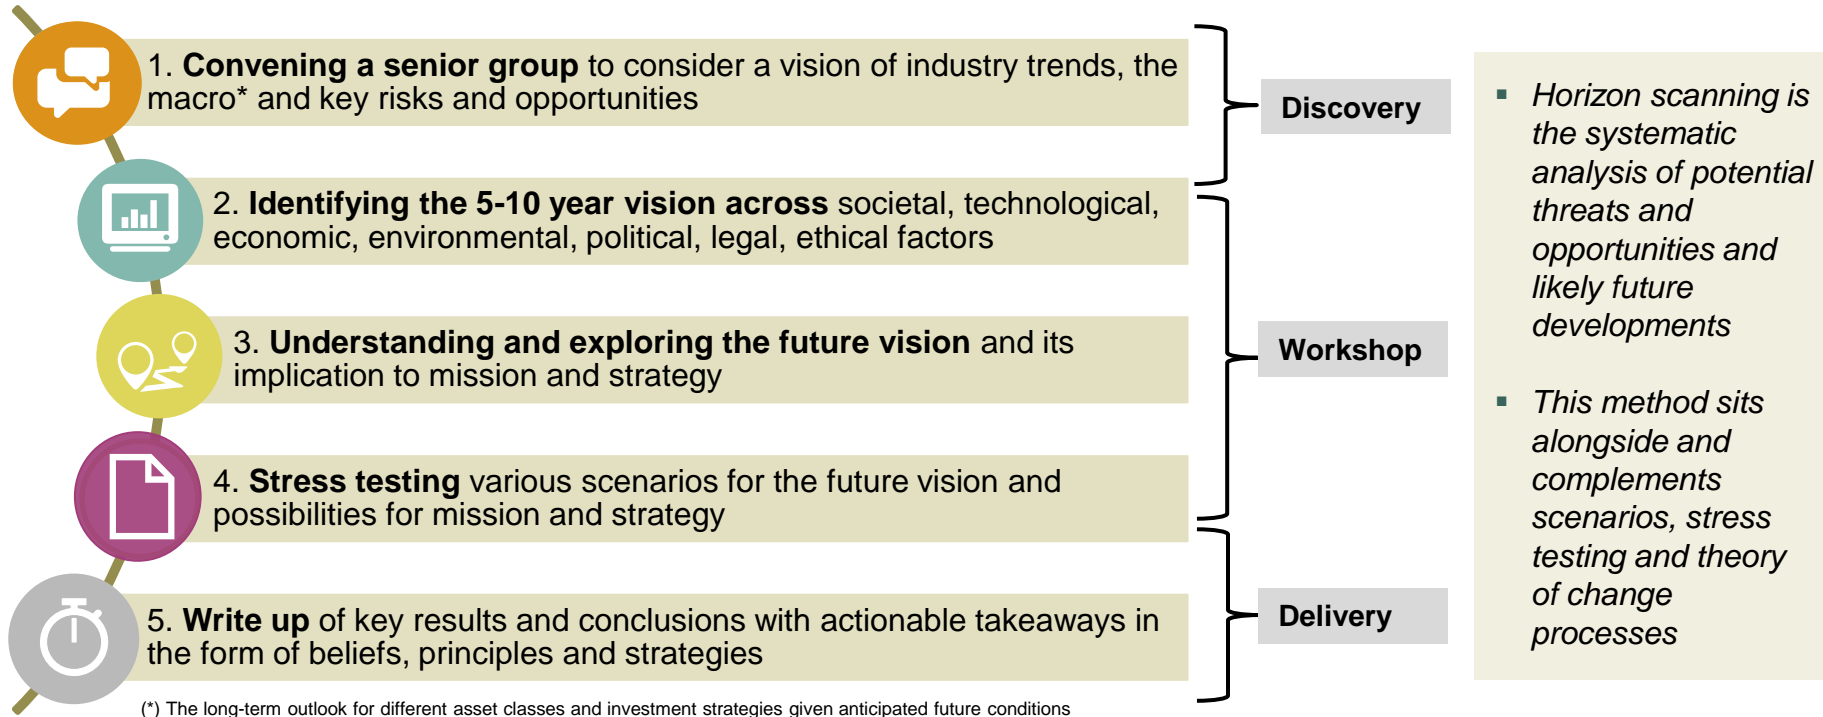 1. Convening a senior group to consider a vision of industry trends, the
macro* and key risks and opportunities
2. Identifying the 5-10 year vision across societal, technological,
economic, environmental, political, legal, ethical factors
3. Understanding and exploring the future vision and its
implication to mission and strategy
4. Stress testing various scenarios for the future vision and
possibilities for mission and strategy
5. Write up of key results and conclusions with actionable takeaways in
the form of beliefs, principles and strategies
(*) The long-term outlook for different asset classes and investment strategies given anticipated future conditions
Discovery
Workshop
Delivery
▪ Horizon scanning is
the systematic
analysis of potential
threats and
opportunities and
likely future
developments
▪ This method sits
alongside and
complements
scenarios, stress
testing and theory
of change
processes